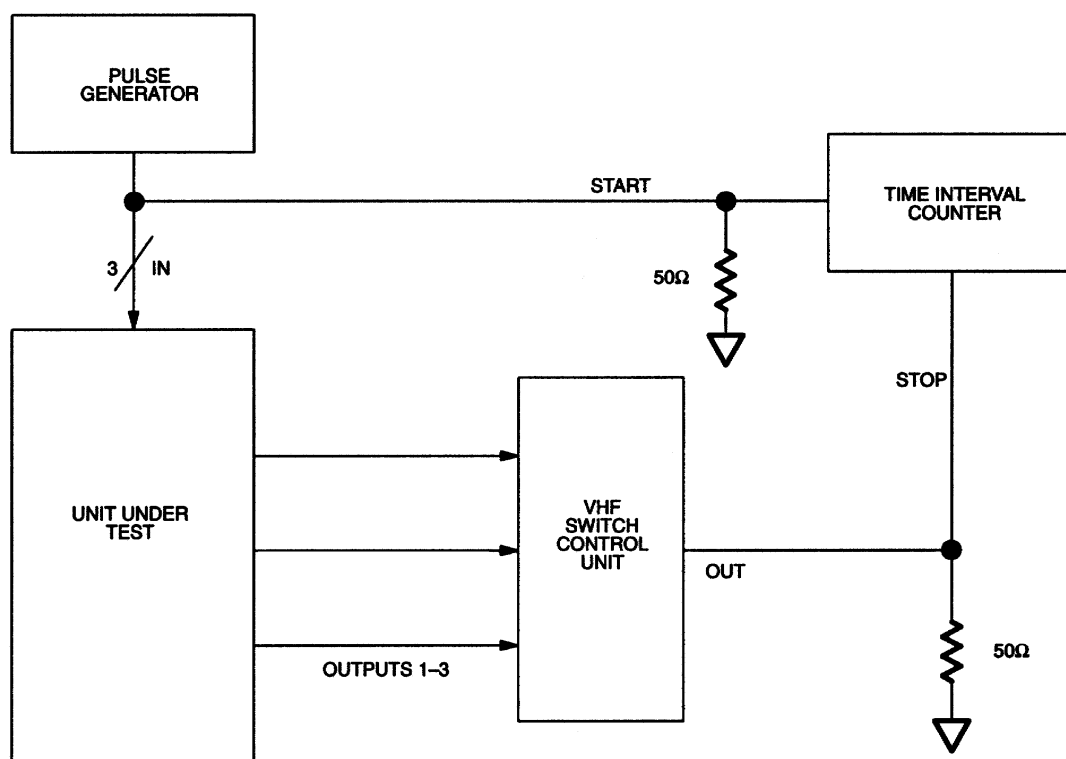 PULSE
GENERATOR
START
TIME INTERVAL
COUNTER
3
IN
50Ω
STOP
UNIT UNDER
TEST
VHF
SWITCH
CONTROL
UNIT
OUT
OUTPUTS 1–3
50Ω